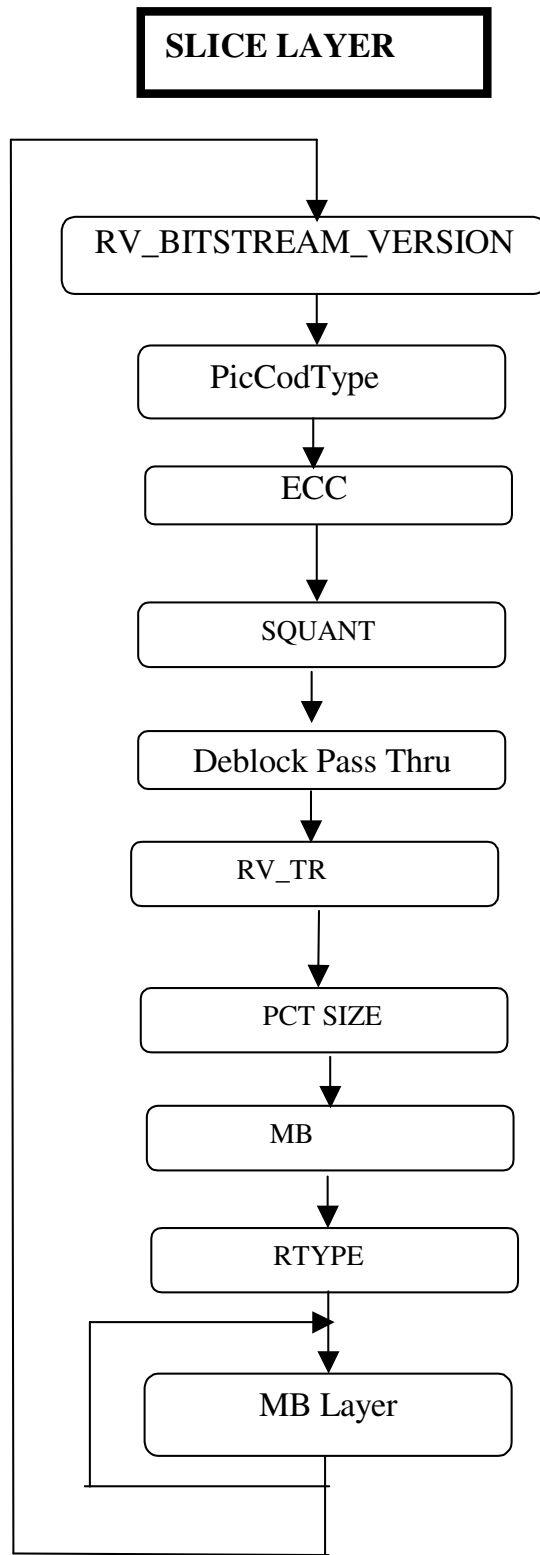 SLICE LAYER
RV_BITSTREAM_VERSION
PicCodType
ECC
SQUANT
Deblock Pass Thru
RV_TR
PCT SIZE
MB
RTYPE
MB Layer